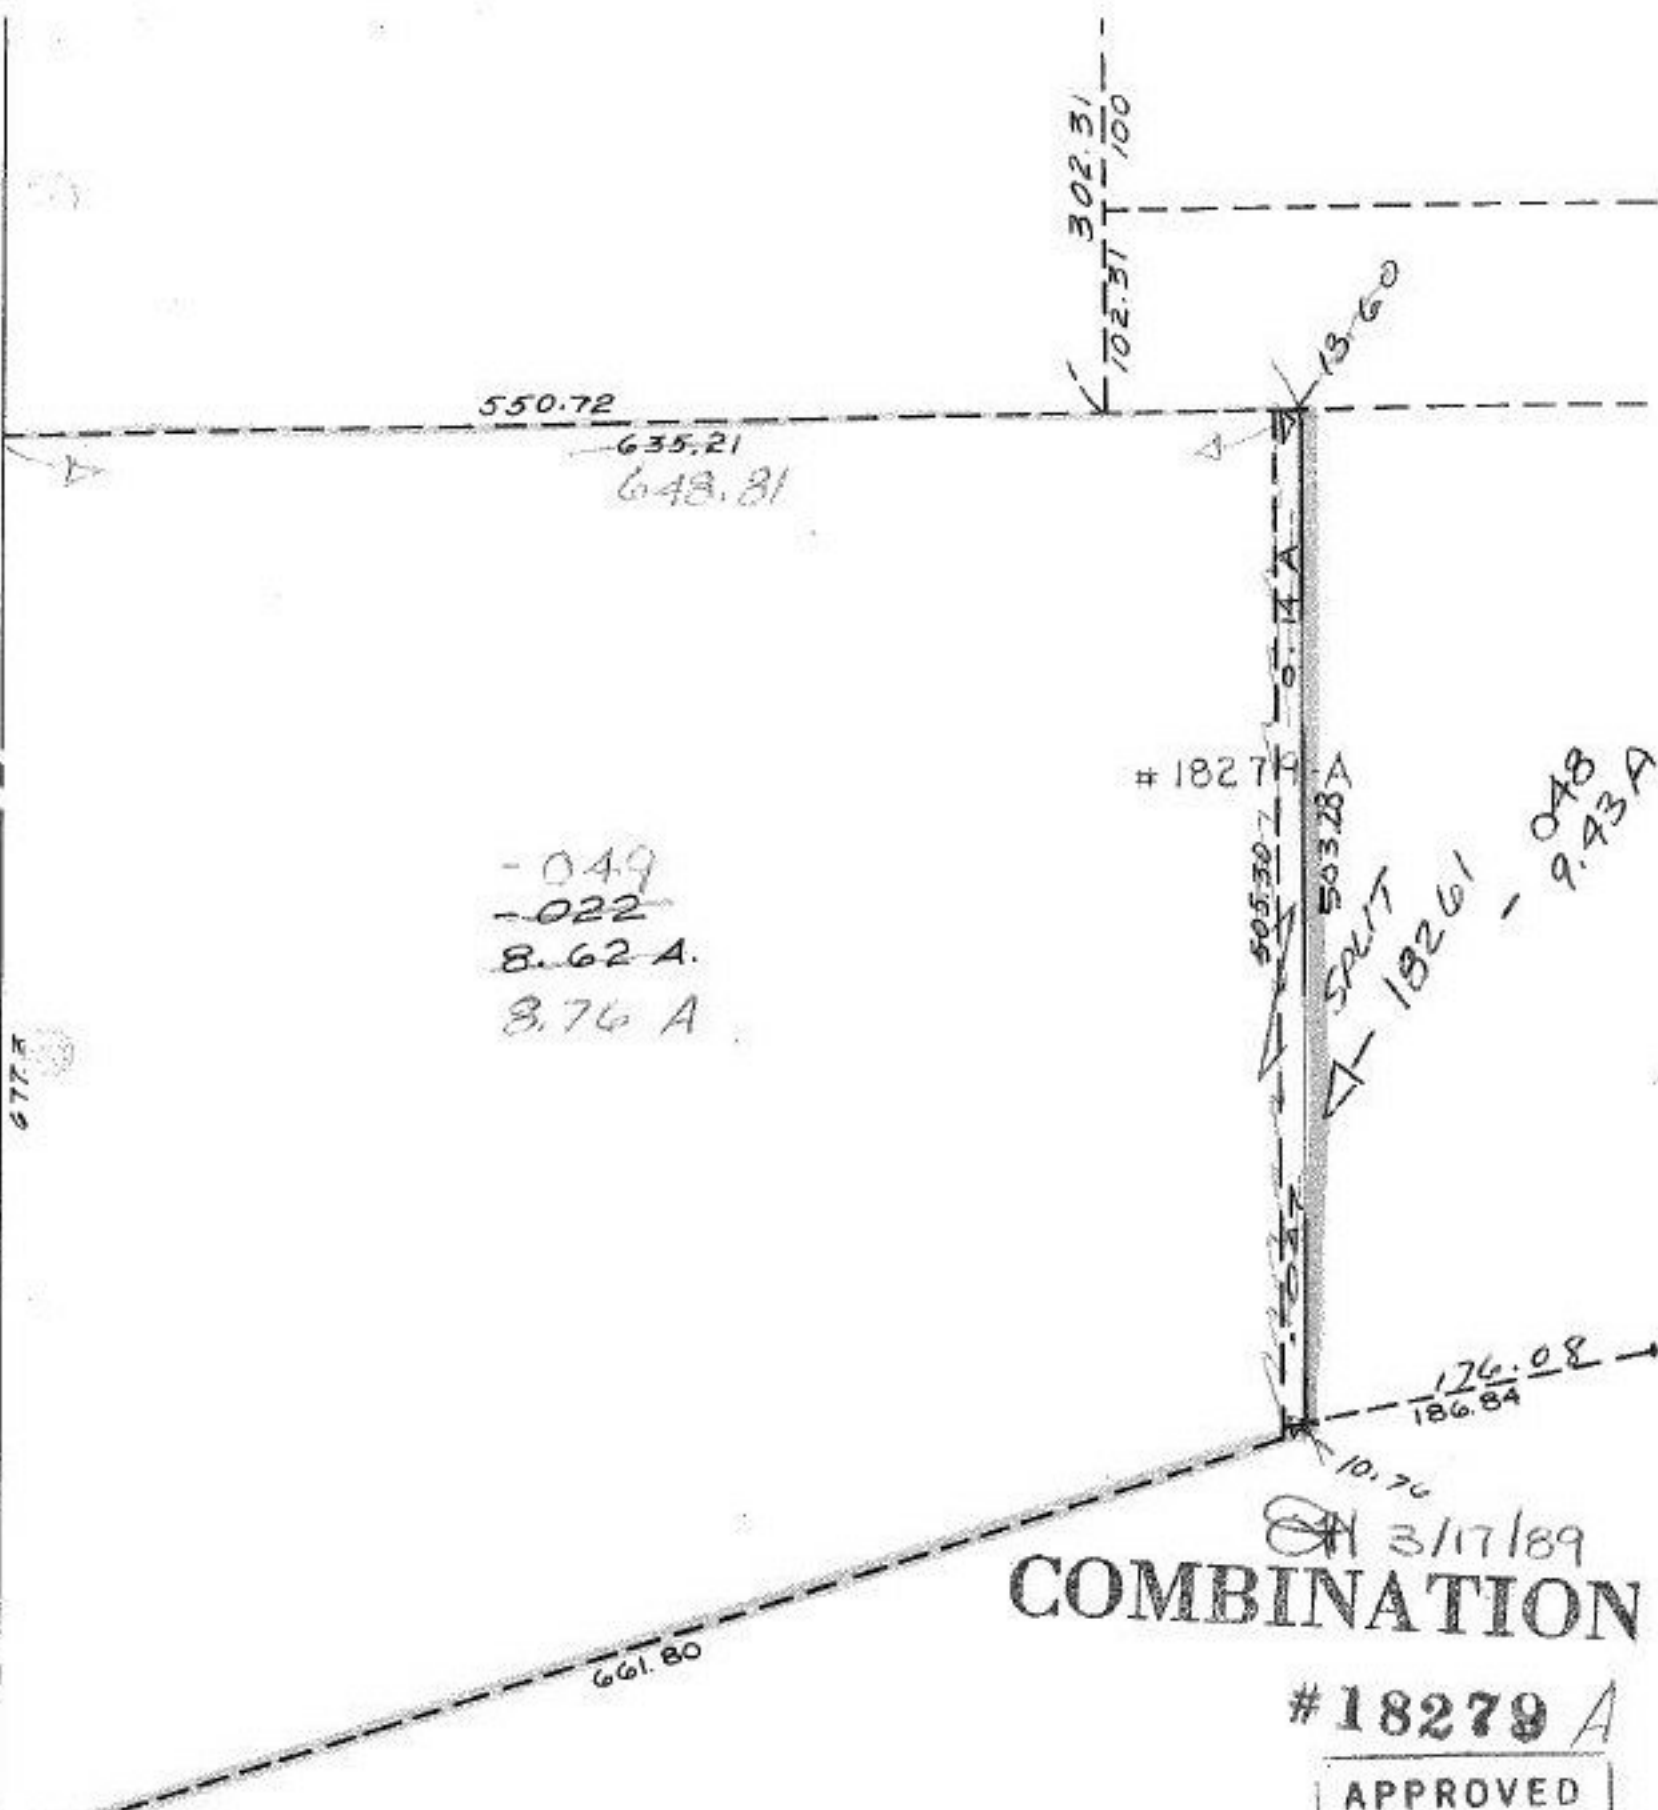 302.31
100
102.31
13.60
550.72
635.21
648.81
0.14 A
# 18279-A
505.30
503.28
SPLIT
18261
- 048
9.43 A
- 049
- 022
8.62 A.
8.76 A
- 037
176.08
186.84
10.76
3/17/89
COMBINATION
661.80
#18279 A
APPROVED